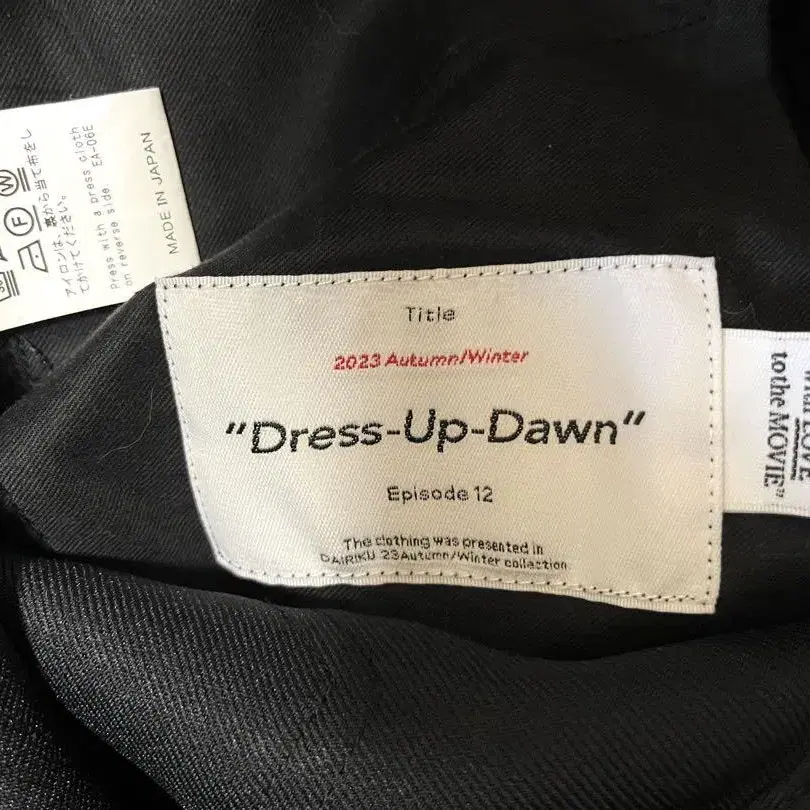 MADE IN JAPAN
EA-06E
アイロンは、裏から当て布をし
てかけてください。
Press with a press cloth
on reverse side
W
F
Title
2023 Autumn/Winter
"Dress-Up-Dawn"
Episode 12
The clothing was presented in
DAIRIKU 23Autumn/Winter collection
LOVE
to the MOVIE"